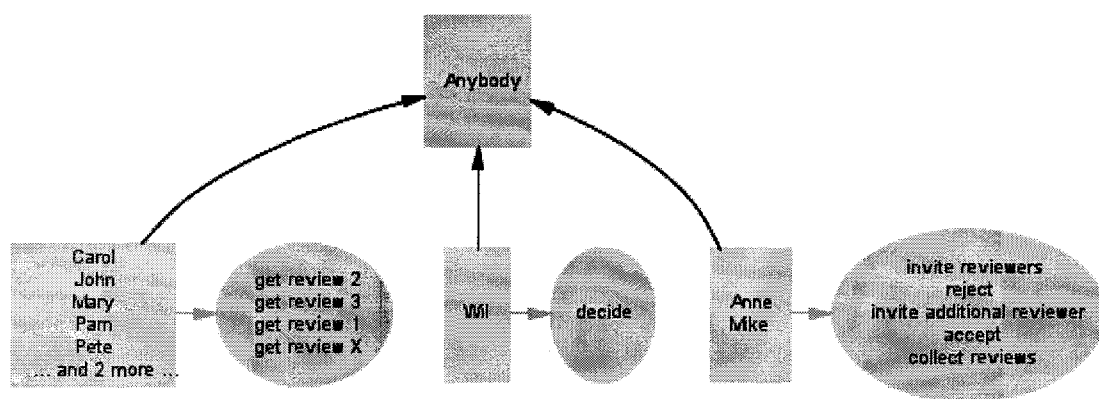 Anybody
Carol
John
Mary
Pam
Pete
... and 2 more ...
get review 2
get review 3
get review 1
get review X
Wil
decide
Anne
Mike
invite reviewers
reject
invite additional reviewer
accept
collect reviews